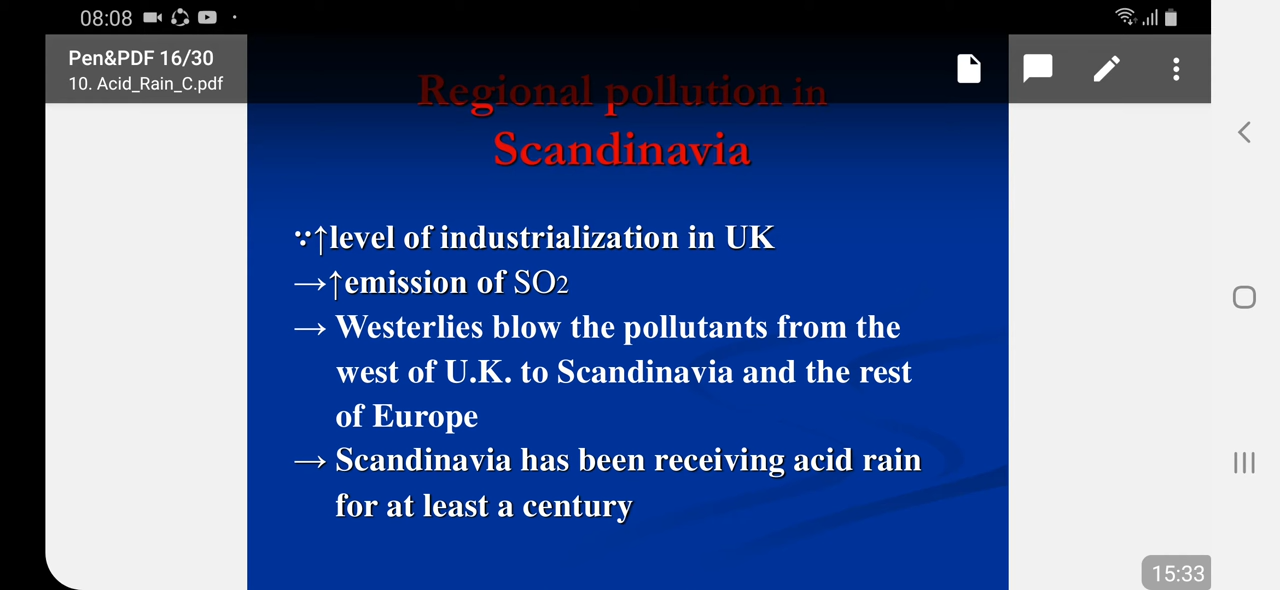 08:08
Pen&PDF 16/30
10. Acid_Rain_C.pdf
Regional pollution in
Scandinavia
∵↑level of industrialization in UK
→↑emission of SO2
→ Westerlies blow the pollutants from the
west of U.K. to Scandinavia and the rest
of Europe
→ Scandinavia has been receiving acid rain
for at least a century
15:33